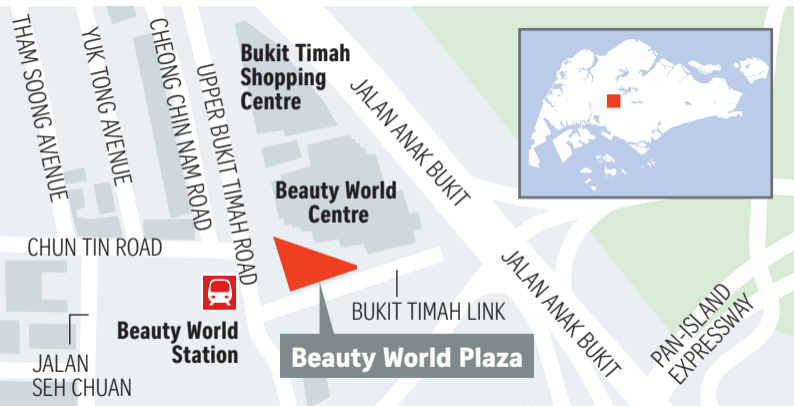 THAM SOONG AVENUE
YUK TONG AVENUE
CHEONG CHIN NAM ROAD
UPPER BUKIT TIMAH ROAD
Bukit Timah
Shopping
Centre
JALAN ANAK BUKIT
Beauty World
Centre
CHUN TIN ROAD
JALAN ANAK BUKIT
BUKIT TIMAH LINK
PAN-ISLAND
EXPRESSWAY
Beauty World
Station
Beauty World Plaza
JALAN
SEH CHUAN